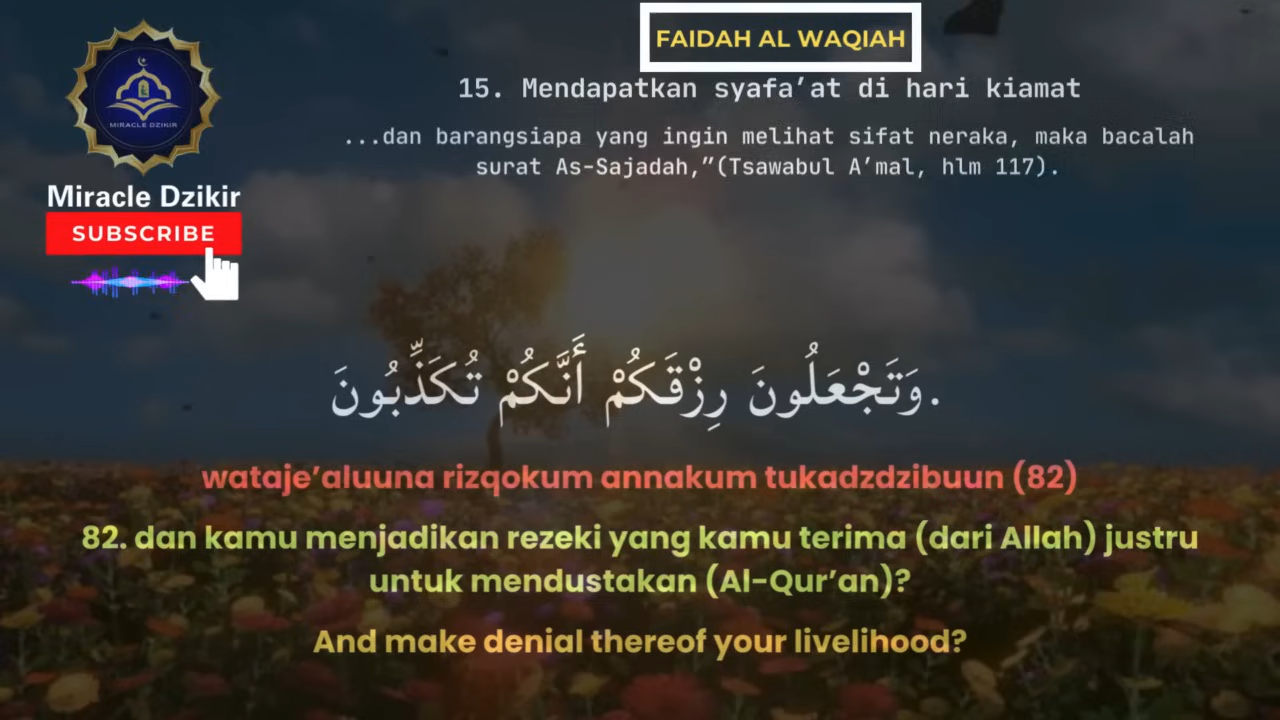 FAIDAH AL WAQIAH
15. Mendapatkan syafa’at di hari kiamat
...dan barangsiapa yang ingin melihat sifat neraka, maka bacalah
surat As-Sajadah,”(Tsawabul A’mal, hlm 117).
MIRACLE DZIKIR
Miracle Dzikir
SUBSCRIBE
وَتَجْعَلُونَ رِزْقَكُمْ أَنَّكُمْ تُكَذِّبُونَ.
wataje’aluuna rizqokum annakum tukadzdzibuun (82)
82. dan kamu menjadikan rezeki yang kamu terima (dari Allah) justru
untuk mendustakan (Al-Qur’an)?
And make denial thereof your livelihood?